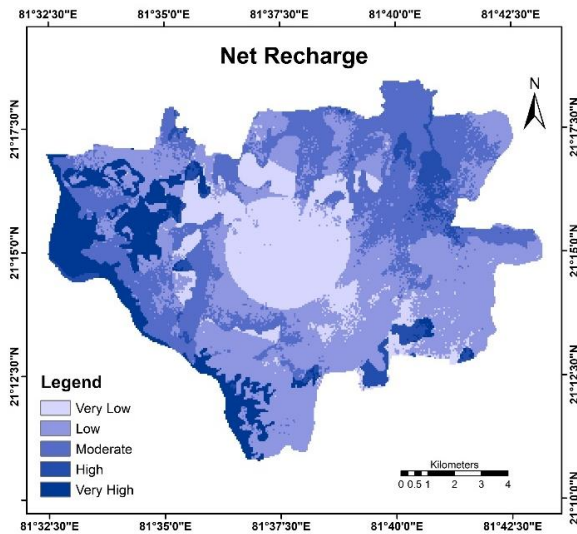 81°32'30"E 81°35'0"E 81°37'30"E 81°40'0"E 81°42'30"E
Net Recharge
N
21°17'30"N 21°17'30"N
21°15'0"N 21°15'0"N
21°12'30"N 21°12'30"N
Legend
Very Low
Low
Moderate
High
Very High
Kilometers
0 0.5 1 2 3 4
21°10'0"N
81°32'30"E 81°35'0"E 81°37'30"E 81°40'0"E 81°42'30"E